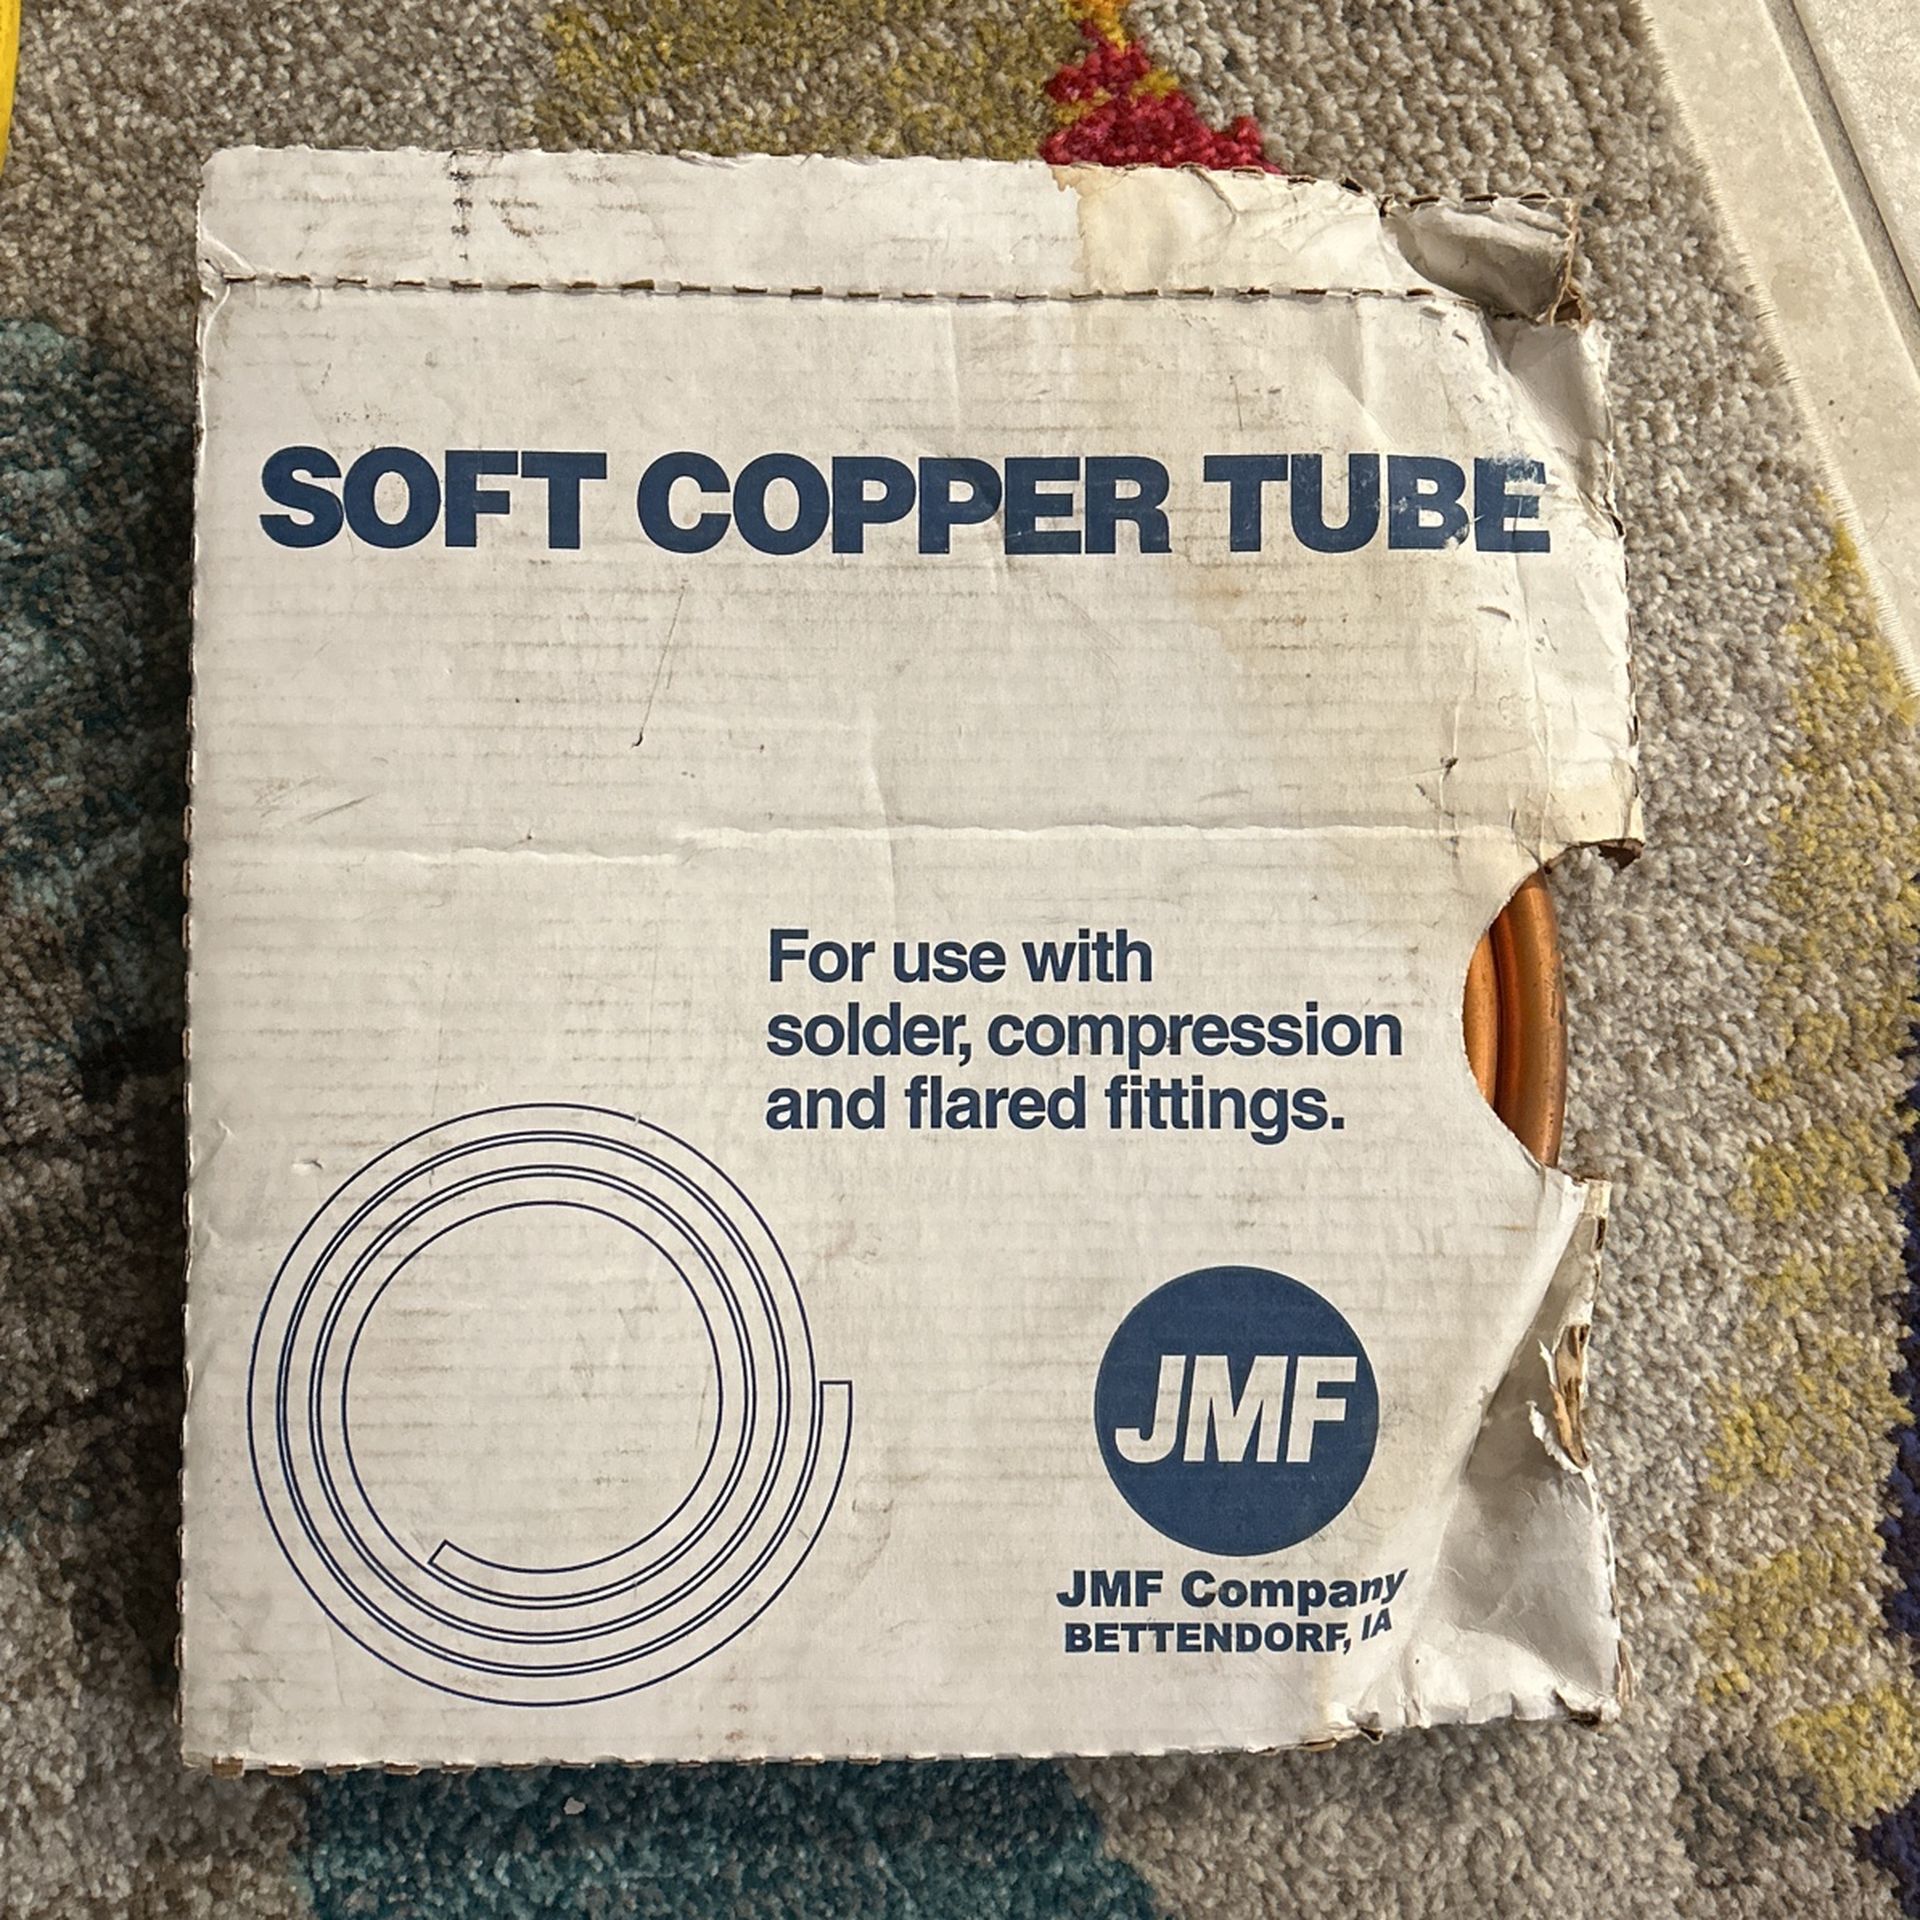 SOFT COPPER TUBE
For use with
solder, compression
and flared fittings.
JMF
JMF Company
BETTENDORF, IA